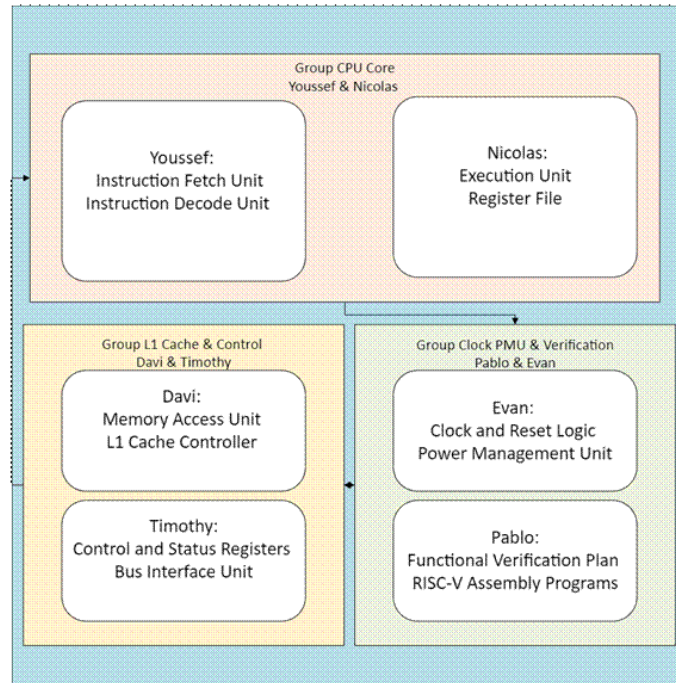 Group CPU Core
Youssef & Nicolas
Youssef:
Instruction Fetch Unit
Instruction Decode Unit
Nicolas:
Execution Unit
Register File
Group L1 Cache & Control
Davi & Timothy
Davi:
Memory Access Unit
L1 Cache Controller
Timothy:
Control and Status Registers
Bus Interface Unit
Group Clock PMU & Verification
Pablo & Evan
Evan:
Clock and Reset Logic
Power Management Unit
Pablo:
Functional Verification Plan
RISC-V Assembly Programs